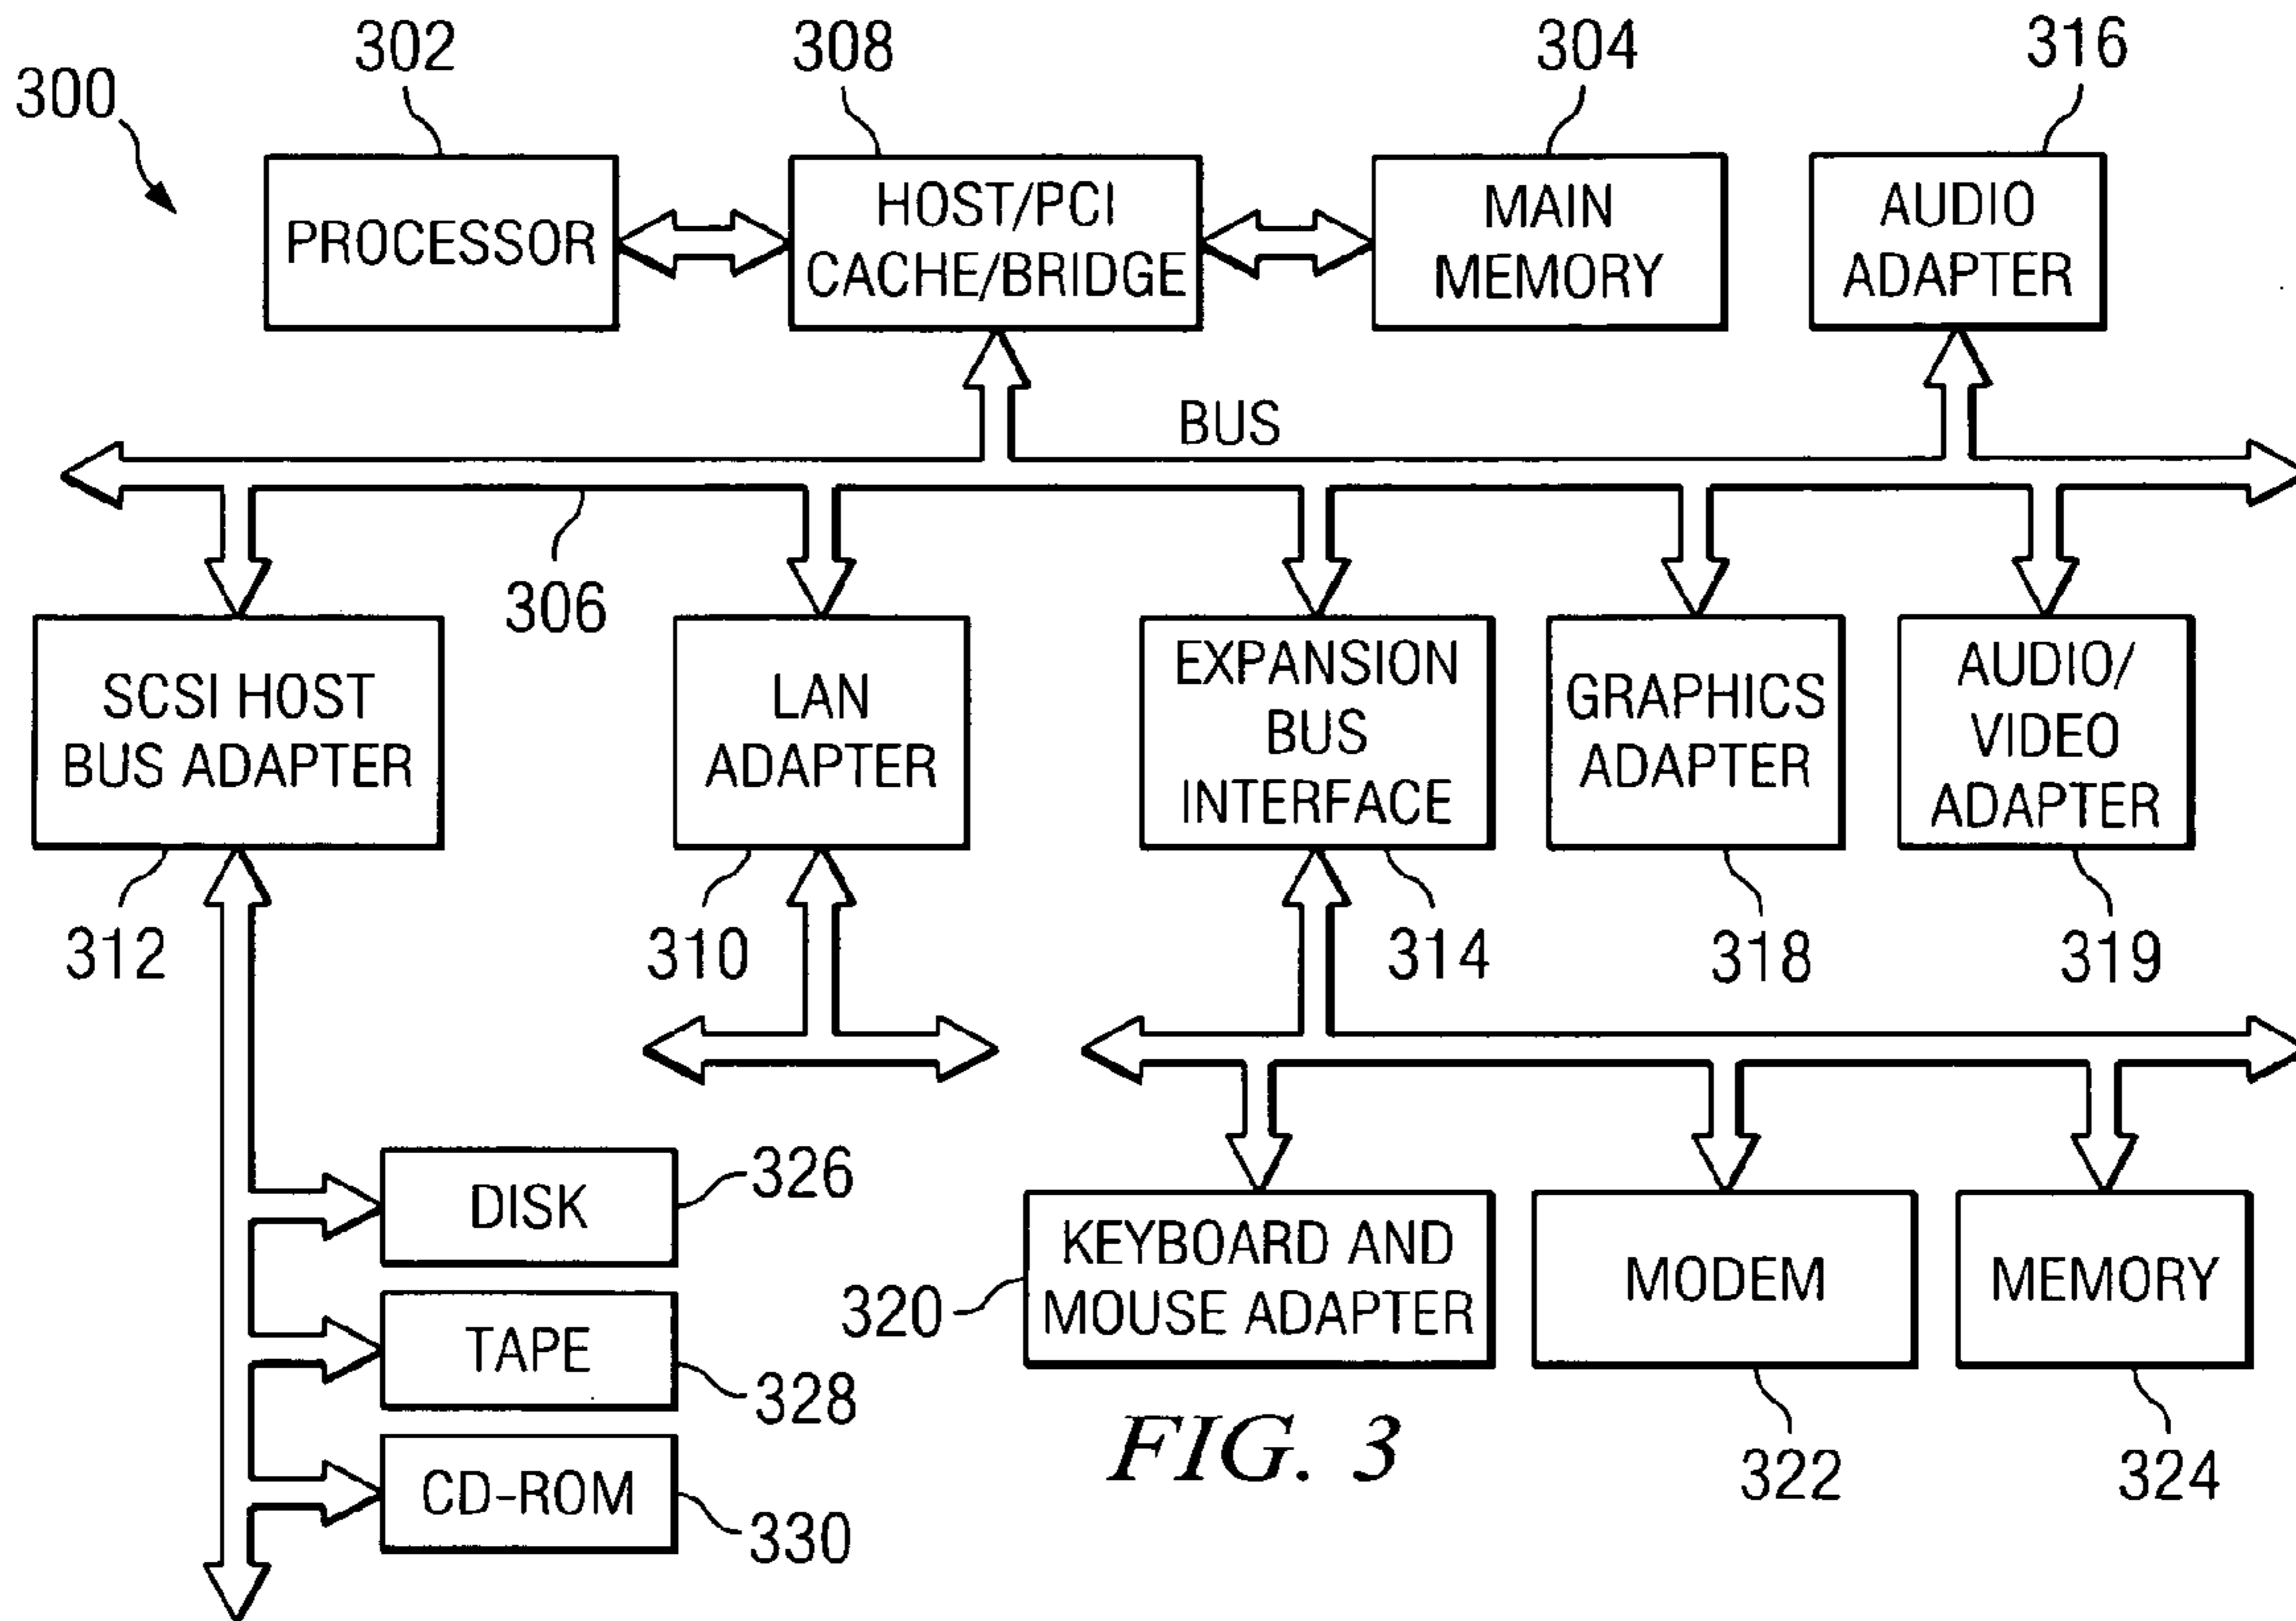 302
308
304
316
300
PROCESSOR
HOST/PCI
CACHE/BRIDGE
MAIN
MEMORY
AUDIO
ADAPTER
BUS
306
SCSI HOST
BUS ADAPTER
LAN
ADAPTER
EXPANSION
BUS
INTERFACE
GRAPHICS
ADAPTER
AUDIO/
VIDEO
ADAPTER
312
310
314
318
319
DISK
326
TAPE
328
CD-ROM
330
320
KEYBOARD AND
MOUSE ADAPTER
MODEM
MEMORY
322
324
FIG. 3